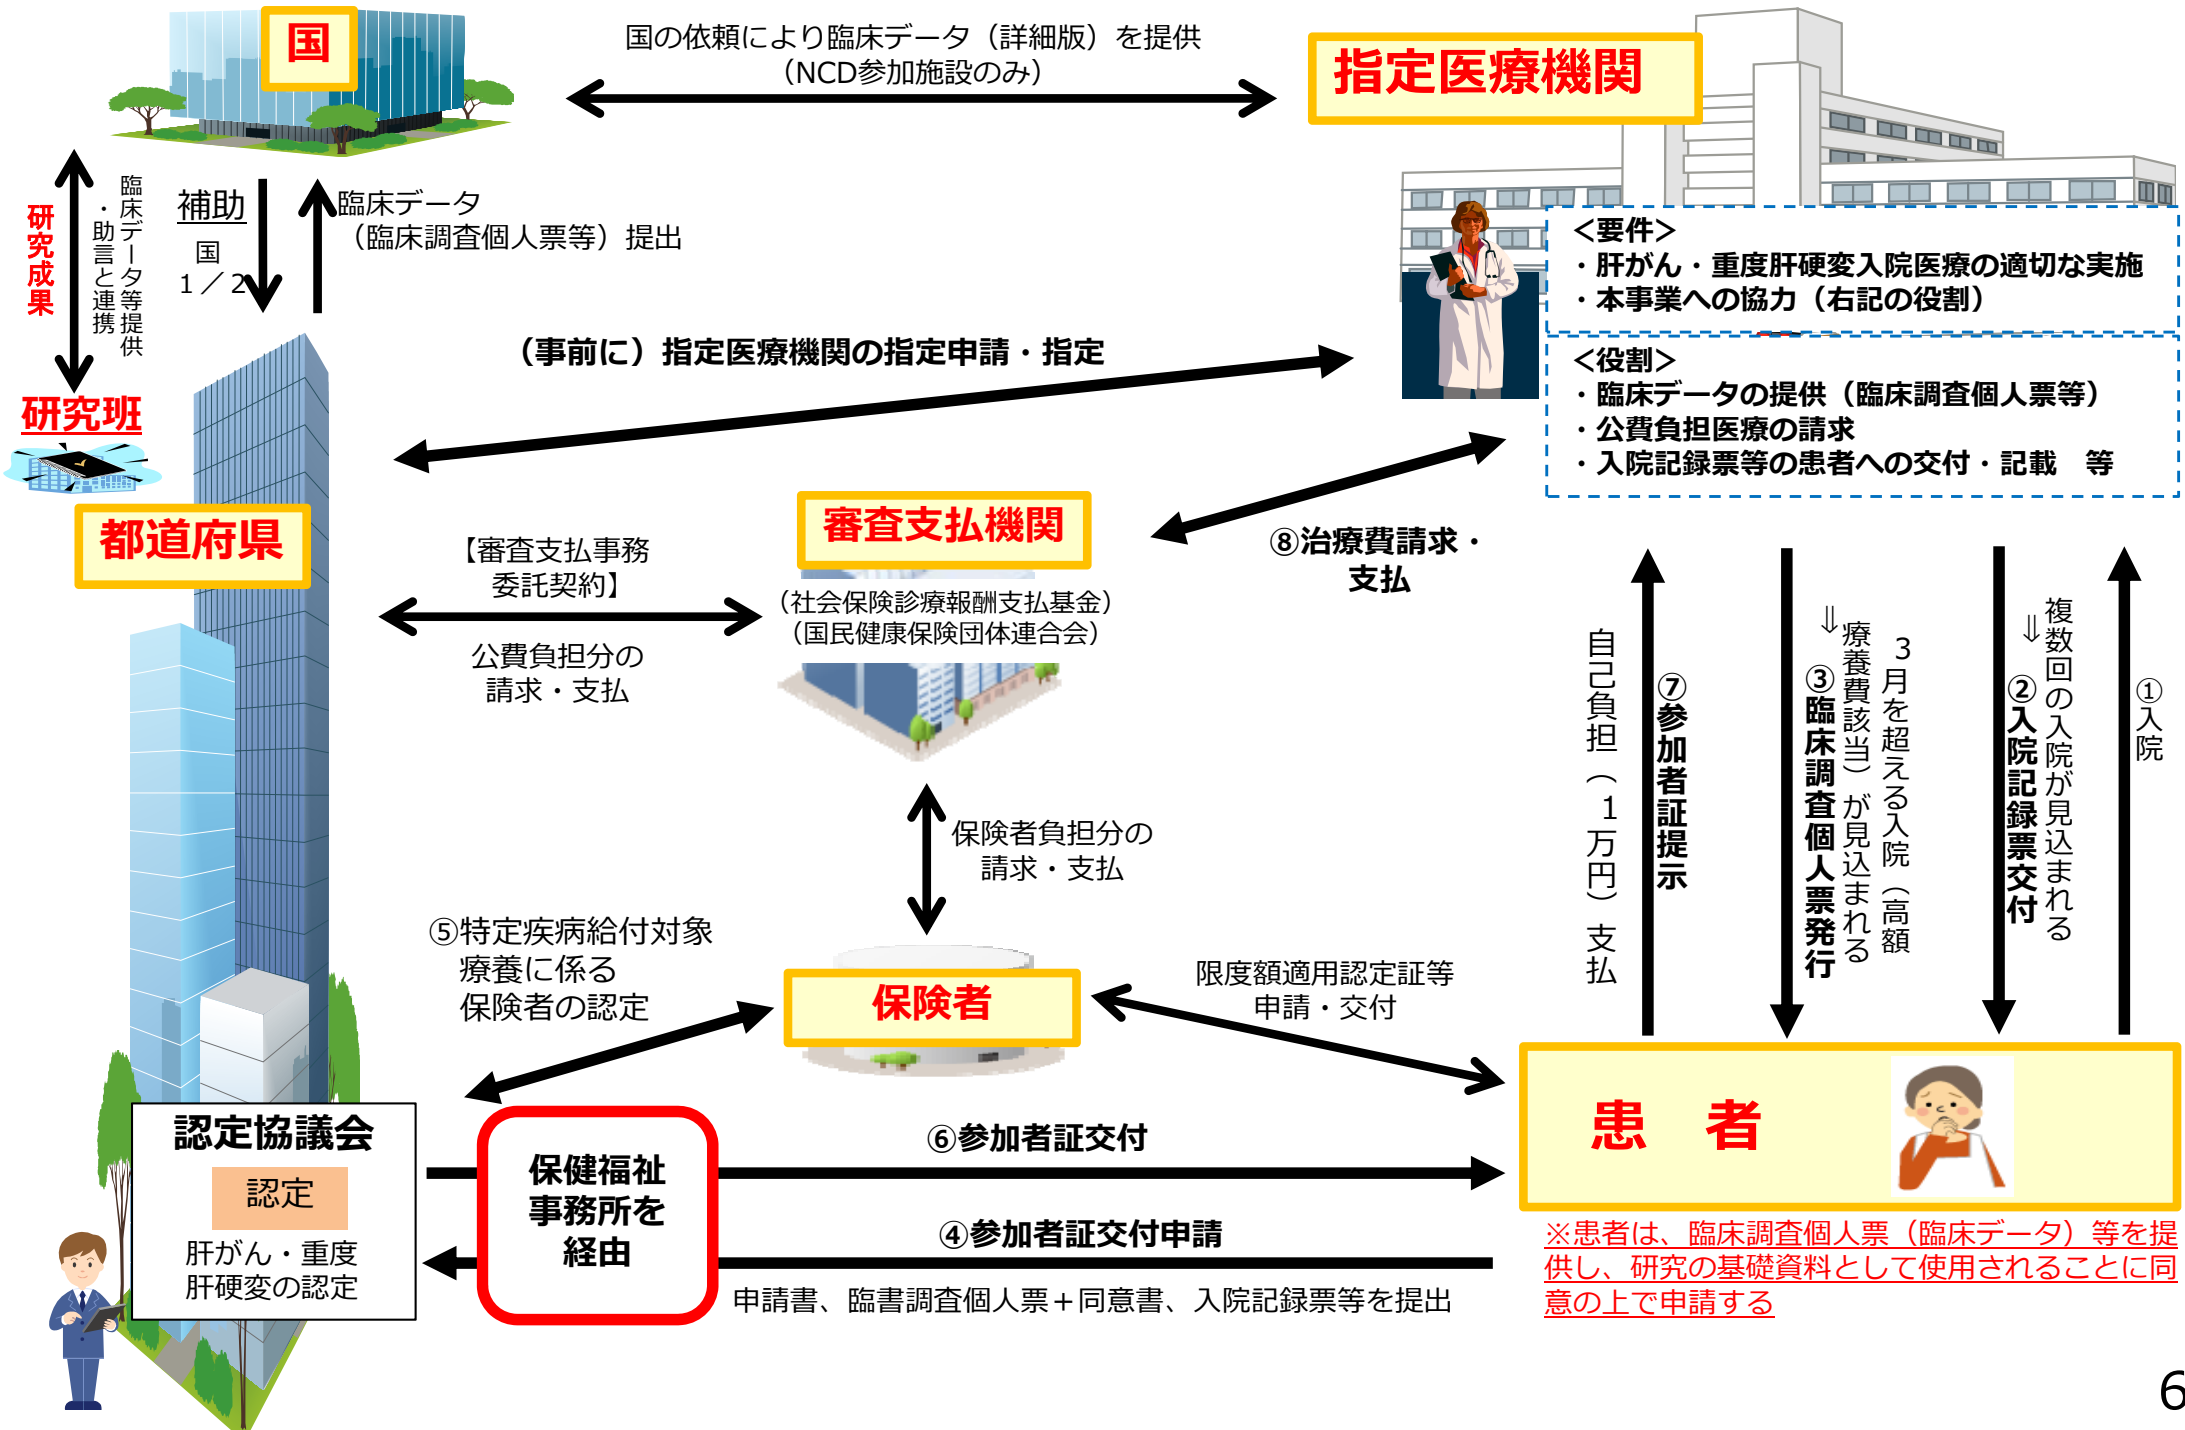 国
国の依頼により臨床データ（詳細版）を提供
（NCD参加施設のみ）
指定医療機関
研究成果
臨床データ等提供
・助言と連携
補助
国
１／２
臨床データ
（臨床調査個人票等）提出
＜要件＞
・肝がん・重度肝硬変入院医療の適切な実施
・本事業への協力（右記の役割）
（事前に）指定医療機関の指定申請・指定
＜役割＞
・臨床データの提供（臨床調査個人票等）
・公費負担医療の請求
・入院記録票等の患者への交付・記載　等
研究班
都道府県
審査支払機関
（社会保険診療報酬支払基金）
（国民健康保険団体連合会）
【審査支払事務
委託契約】
公費負担分の
請求・支払
⑧治療費請求・
支払
①入院
複数回の入院が見込まれる
⇒②入院記録票交付
３月を超える入院（高額
療養費該当）が見込まれる
⇒③臨床調査個人票発行
⑦参加者証提示
自己負担（１万円）支払
保険者負担分の
請求・支払
⑤特定疾病給付対象
療養に係る
保険者の認定
保険者
限度額適用認定証等
申請・交付
認定協議会
認定
肝がん・重度
肝硬変の認定
保健福祉
事務所を
経由
⑥参加者証交付
④参加者証交付申請
申請書、臨書調査個人票＋同意書、入院記録票等を提出
患　者
※患者は、臨床調査個人票（臨床データ）等を提
供し、研究の基礎資料として使用されることに同
意の上で申請する
6